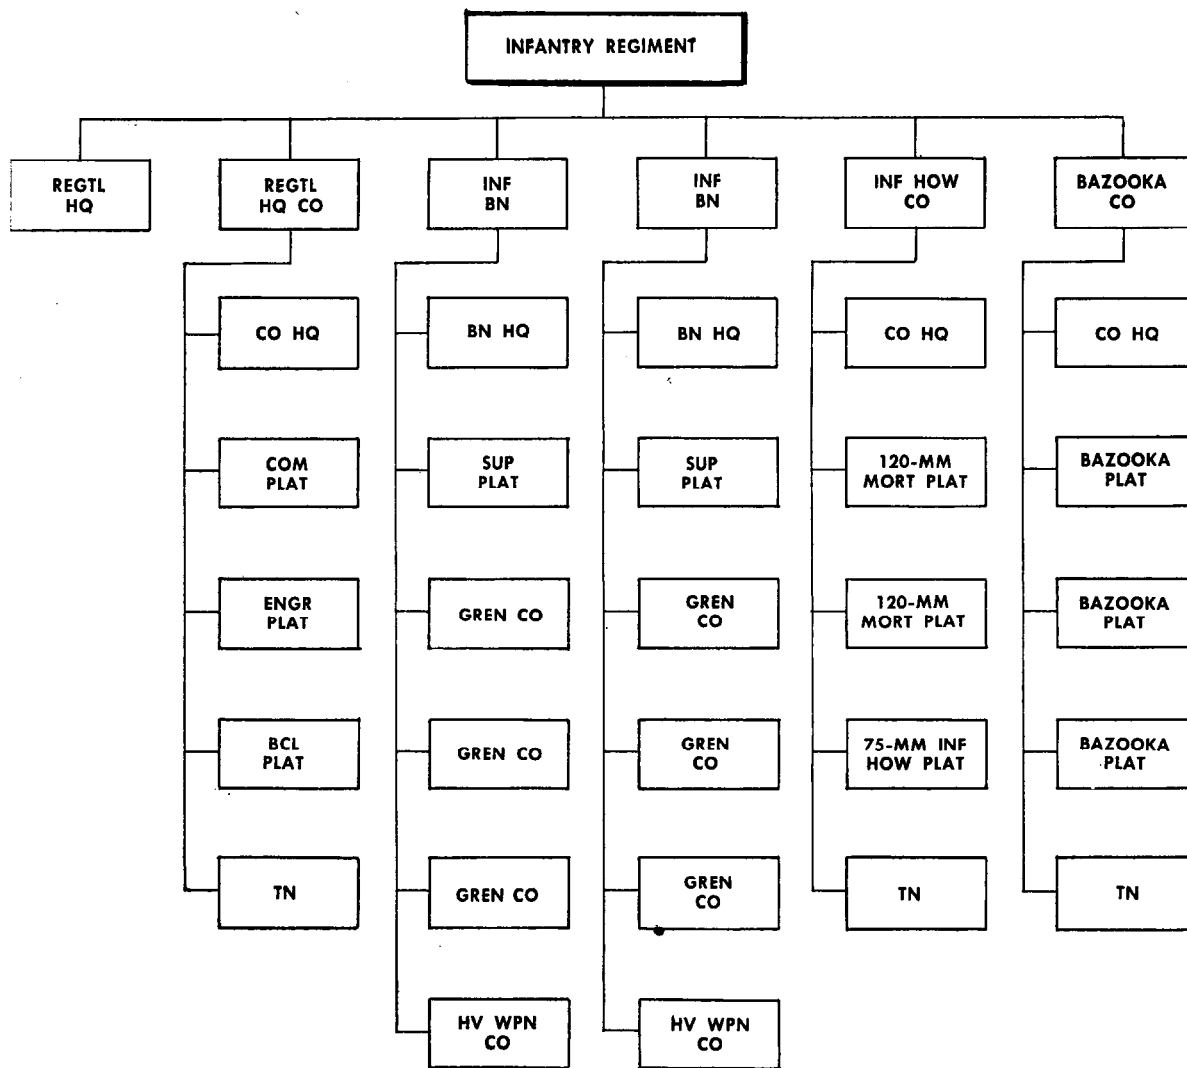 INFANTRY REGIMENT
REGTL
HQ
REGTL
HQ CO
INF
BN
INF
BN
INF HOW
CO
BAZOOKA
CO
CO HQ
COM
PLAT
ENGR
PLAT
BCL
PLAT
TN
BN HQ
SUP
PLAT
GREN CO
GREN CO
GREN CO
HV WPN
CO
BN HQ
SUP
PLAT
GREN
CO
GREN
CO
GREN
CO
HV WPN
CO
CO HQ
120-MM
MORT PLAT
120-MM
MORT PLAT
75-MM INF
HOW PLAT
TN
CO HQ
BAZOOKA
PLAT
BAZOOKA
PLAT
BAZOOKA
PLAT
TN